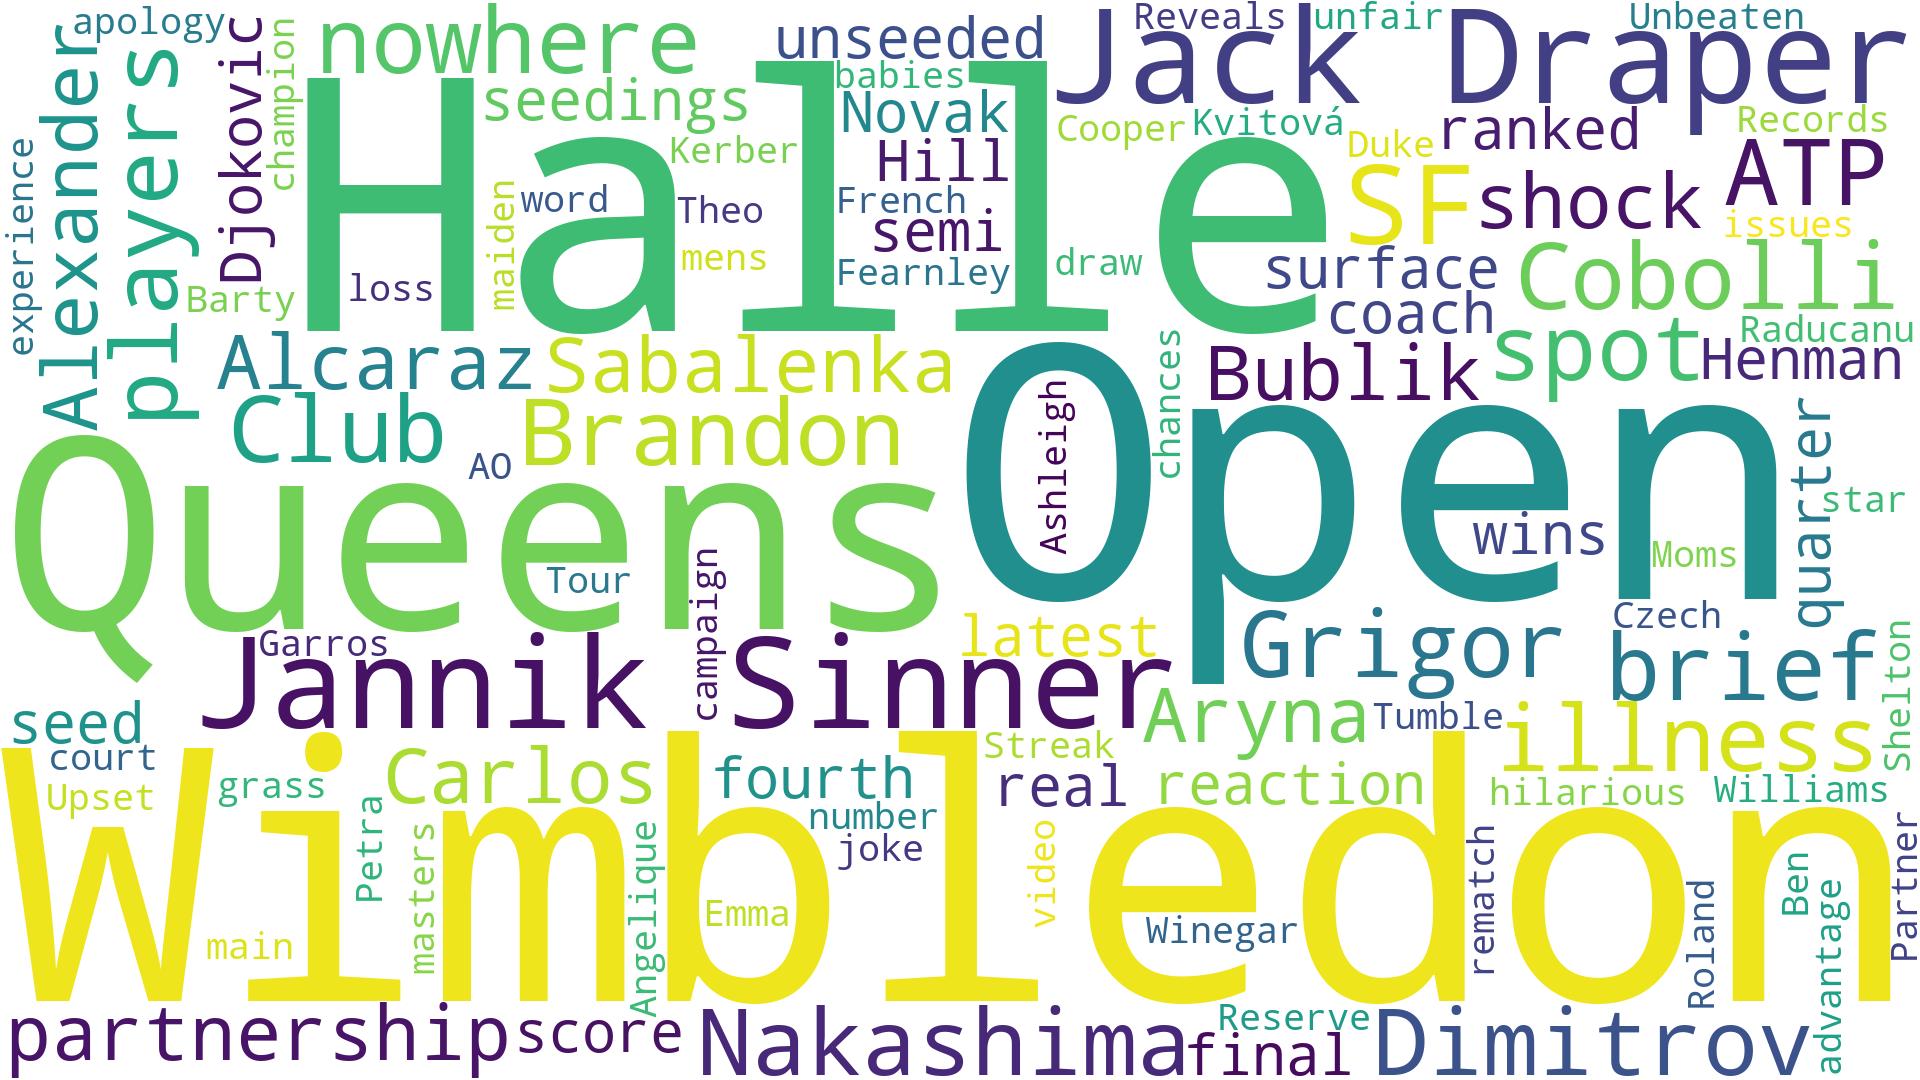 apology
champion
Djokovic
nowhere
unseeded
Reveals
unfair
Jack Draper
Unbeaten
Alexander
players
experience
Halle
seedings
babies
Novak
Kerber
Hill
Cooper
Kvitová
Duke
ranked
Records
ATP
maiden
word
Theo
French
semi
SF
shock
issues
mens
Fearnley
draw
surface
Cobolli
Barty
loss
coach
spot
Raducanu
Henman
Alcaraz
Sabalenka
chances
Bublik
Club
Brandon
AO
Ashleigh
Open
quarter
star
Queens
wins
Moms
Tour
campaign
Garros
latest
Grigor
Czech
brief
Shelton
Jannik Sinner
seed
Aryna
Tumble
illness
court
Upset
grass
Carlos
fourth
Streak
real
reaction
hilarious
Williams
Wimbledon
Petra
masters
Angelique
number
joke
video
rematch
Ben
Partner
Emma
Winegar
Roland
advantage
main
partnership
score
Nakashima
Reserve
final
Dimitrov